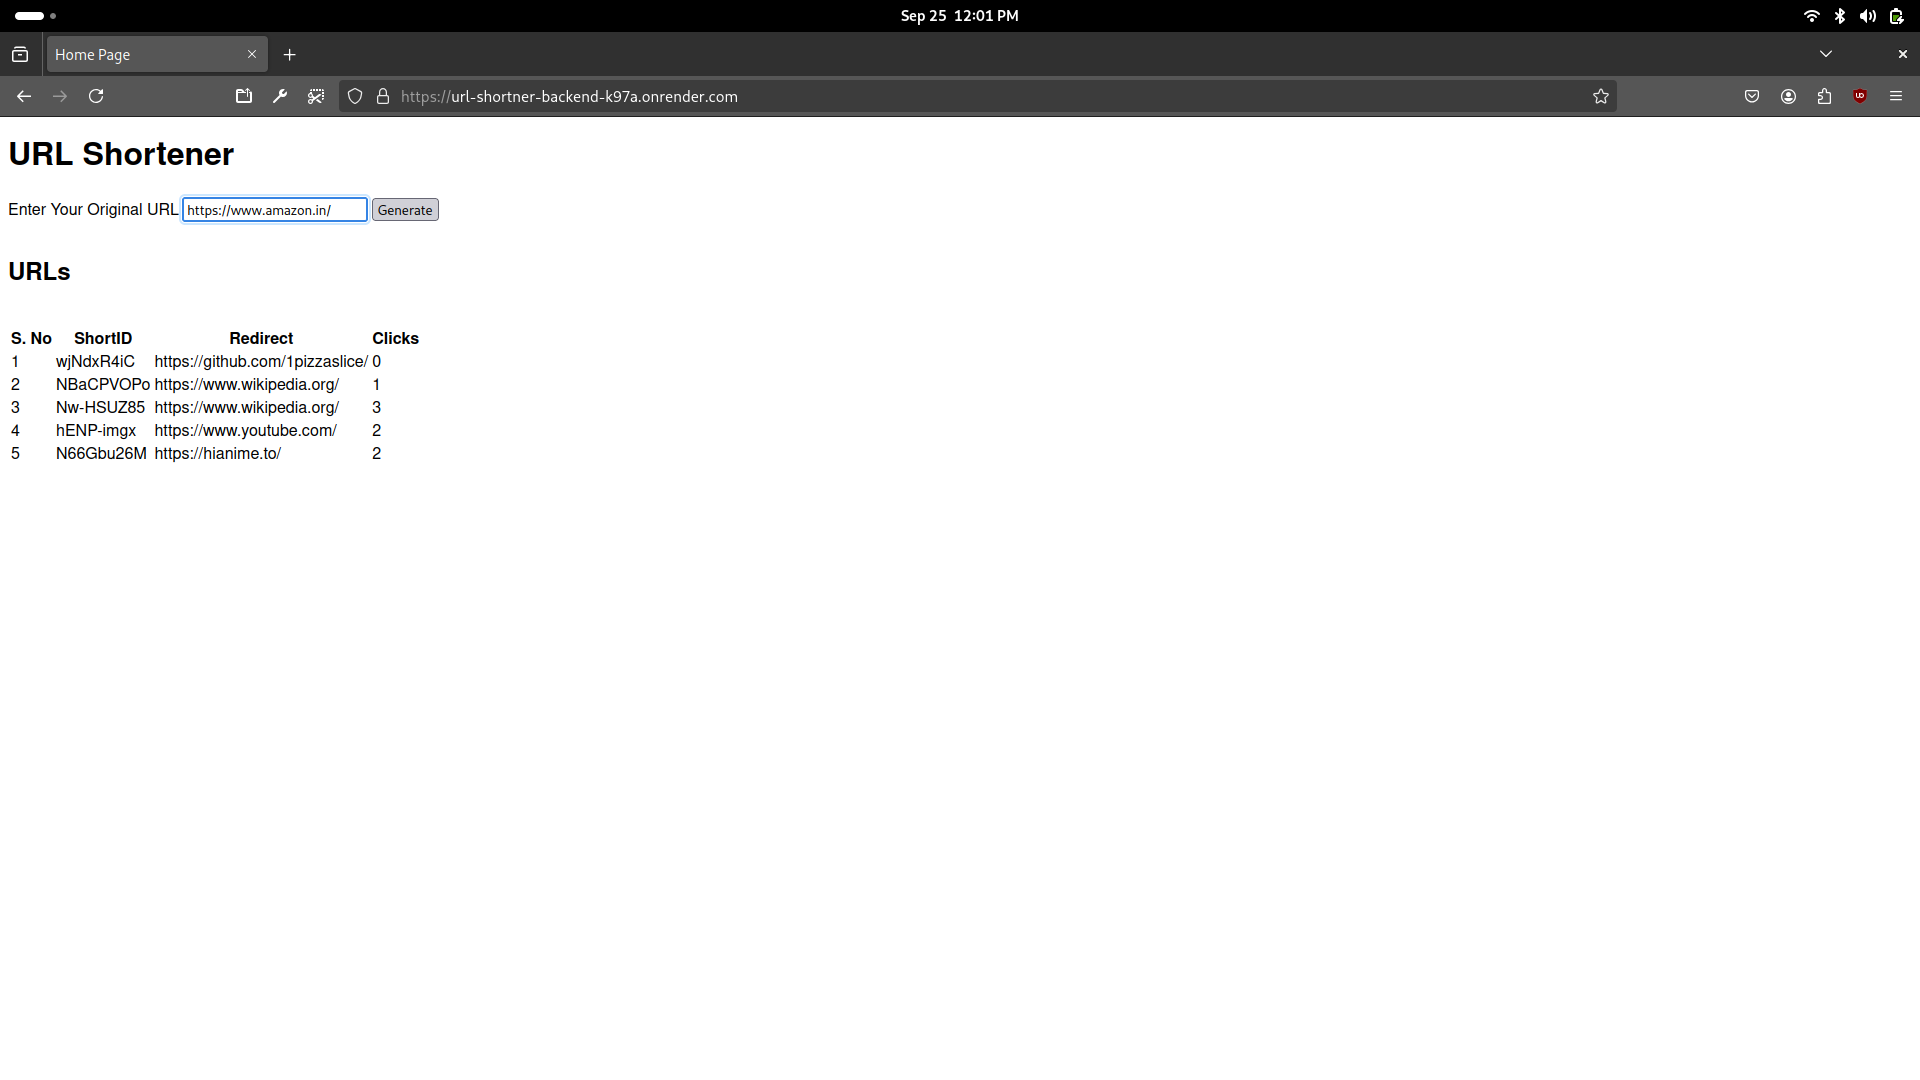 Sep 25 12:01 PM
Home Page
https://url-shortner-backend-k97a.onrender.com
URL Shortener
Enter Your Original URL https://www.amazon.in/ Generate
URLs
S. No ShortID Redirect Clicks
1 wjNdxR4iC https://github.com/1pizzaslice/ 0
2 NBaCPVOPo https://www.wikipedia.org/ 1
3 Nw-HSUZ85 https://www.wikipedia.org/ 3
4 hENP-imgx https://www.youtube.com/ 2
5 N66Gbu26M https://hianime.to/ 2